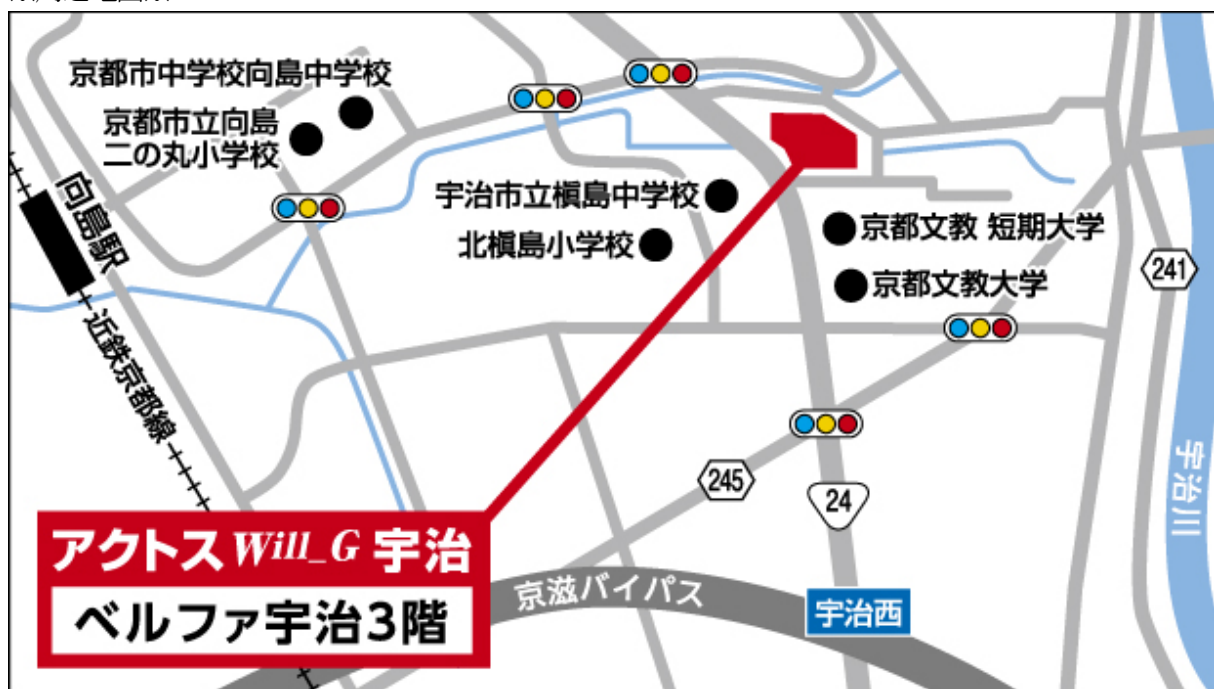 京都市中学校向島中学校
京都市立向島
二の丸小学校
向島駅
近鉄京都線
宇治市立槇島中学校
北槇島小学校
京都文教 短期大学
京都文教大学
241
245
24
宇治川
アクトス Will_G 宇治
ベルファ宇治3階
京滋バイパス
宇治西